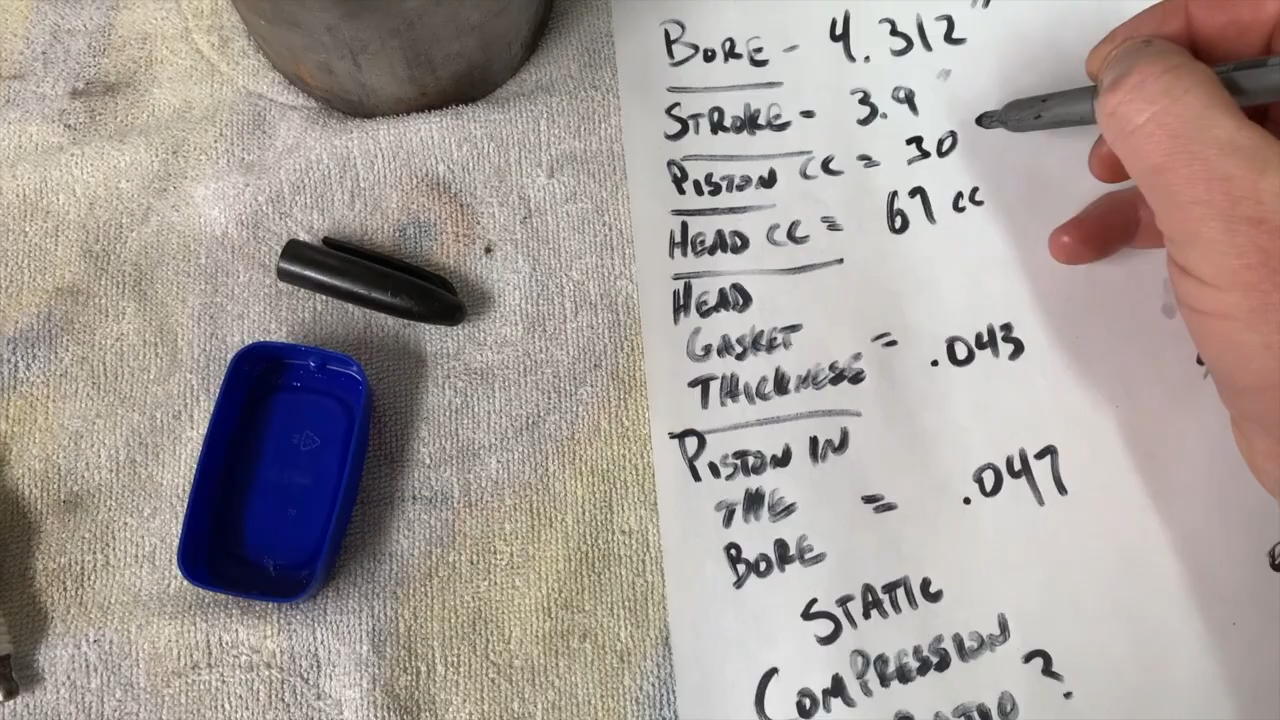 BORE - 4.312"
STROKE - 3.9"
PISTON CC = 30
HEAD CC = 67 cc
HEAD
GASKET
THICKNESS = .043
PISTON IN
THE = .047
BORE
STATIC
COMPRESSION
?